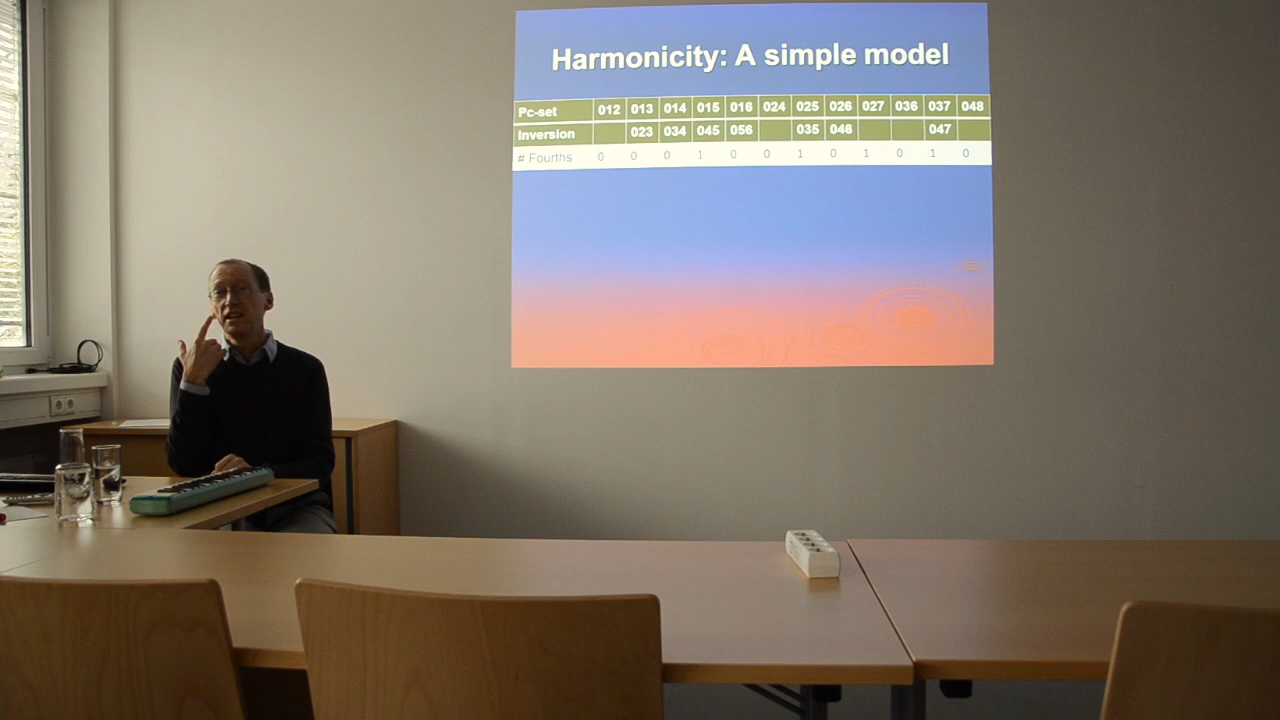 Harmonicity: A simple model
Pc-set 012 013 014 015 016 024 025 026 027 036 037 048
Inversion 023 034 045 056 035 046 047
# Fourths 0 0 0 1 0 0 1 0 1 0 1 0